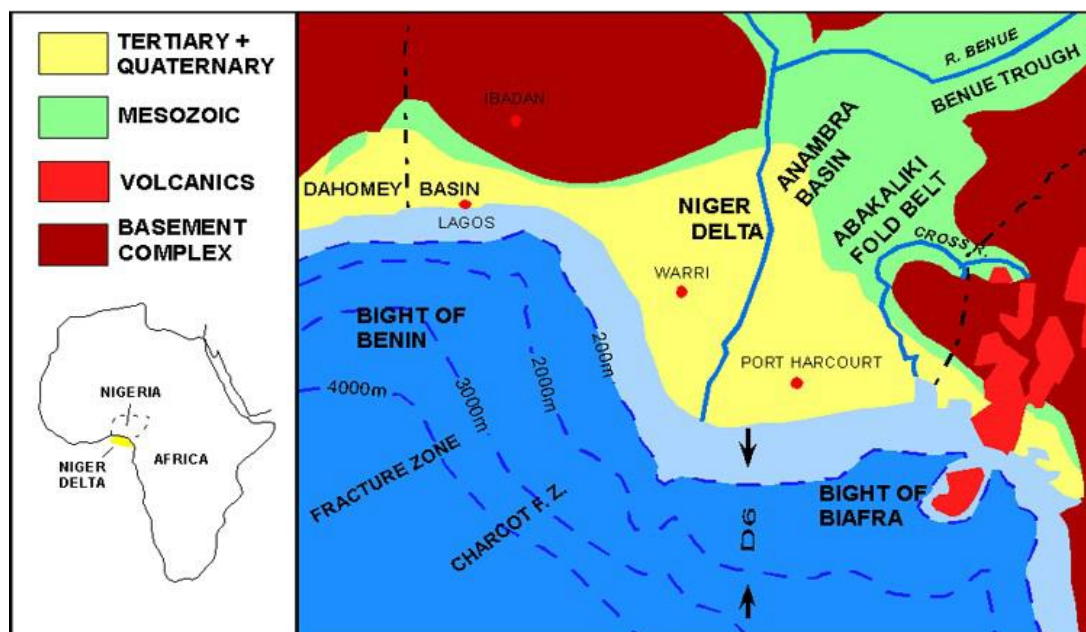 TERTIARY +
QUATERNARY
MESOZOIC
VOLCANICS
BASEMENT
COMPLEX
NIGERIA
AFRICA
NIGER
DELTA
IBADAN
R. BENUE
BENUE TROUGH
ANAMBRA
BASIN
ABAKALIKI
FOLD BELT
CROSS R.
DAHOMEY BASIN
LAGOS
NIGER
DELTA
WARRI
PORT HARCOURT
BIGHT OF
BENIN
200m
2000m
3000m
4000m
FRACTURE ZONE
CHARCOT F. Z.
D6
BIGHT OF
BIAFRA